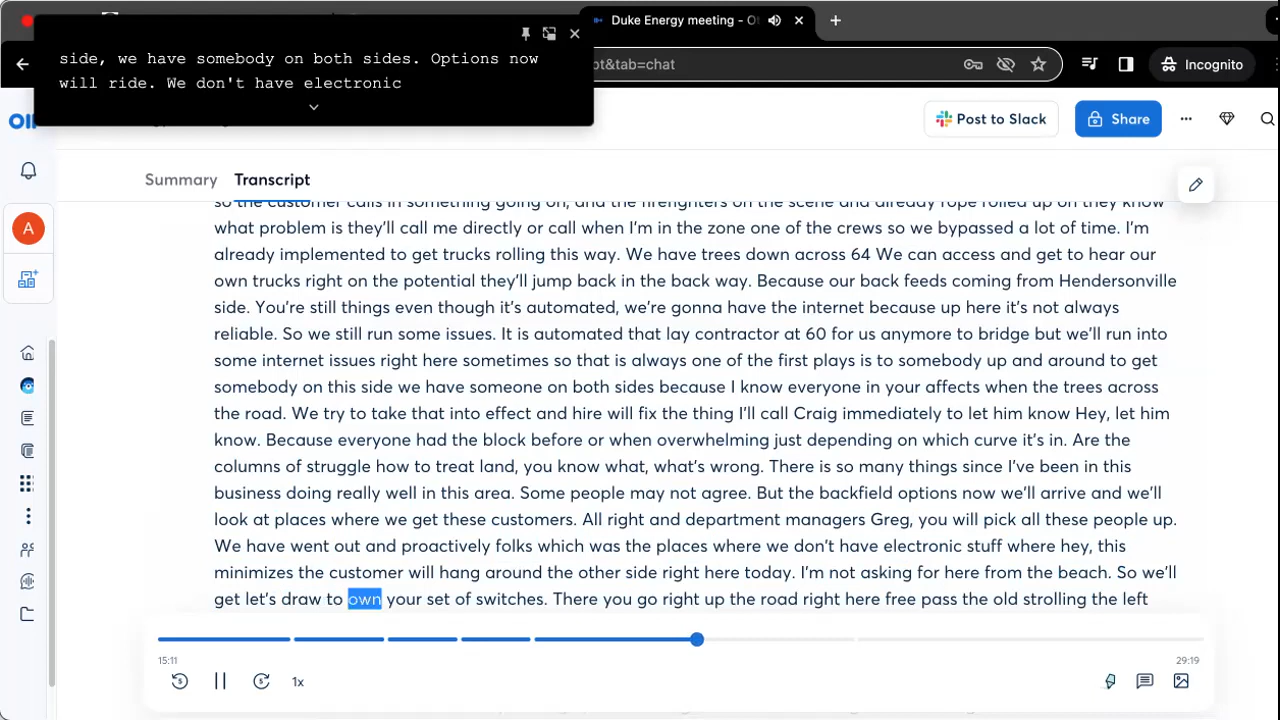 Duke Energy meeting - Ot
side, we have somebody on both sides. Options now
will ride. We don't have electronic
pt&tab=chat
Incognito
Post to Slack
Share
Summary
Transcript
A
so the customer calls in something going on, and the firefighters on the scene and already rope rolled up on they know
what problem is they'll call me directly or call when I'm in the zone one of the crews so we bypassed a lot of time. I'm
already implemented to get trucks rolling this way. We have trees down across 64 We can access and get to hear our
own trucks right on the potential they'll jump back in the back way. Because our back feeds coming from Hendersonville
side. You're still things even though it's automated, we're gonna have the internet because up here it's not always
reliable. So we still run some issues. It is automated that lay contractor at 60 for us anymore to bridge but we'll run into
some internet issues right here sometimes so that is always one of the first plays is to somebody up and around to get
somebody on this side we have someone on both sides because I know everyone in your affects when the trees across
the road. We try to take that into effect and hire will fix the thing I'll call Craig immediately to let him know Hey, let him
know. Because everyone had the block before or when overwhelming just depending on which curve it's in. Are the
columns of struggle how to treat land, you know what, what's wrong. There is so many things since I've been in this
business doing really well in this area. Some people may not agree. But the backfield options now we'll arrive and we'll
look at places where we get these customers. All right and department managers Greg, you will pick all these people up.
We have went out and proactively folks which was the places where we don't have electronic stuff where hey, this
minimizes the customer will hang around the other side right here today. I'm not asking for here from the beach. So we'll
get let's draw to own your set of switches. There you go right up the roadright here free pass the old strolling the left
15:11
29:19
5
5
1x